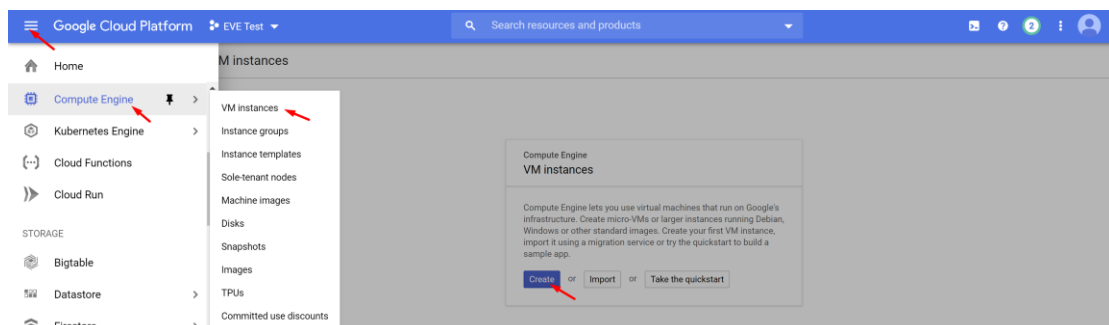 Google Cloud Platform EVE Test Search resources and products 2
Home
M instances
Compute Engine
Kubernetes Engine
Cloud Functions
Cloud Run
STORAGE
Bigtable
Datastore
VM instances
Instance groups
Instance templates
Sole-tenant nodes
Machine images
Disks
Snapshots
Images
TPUs
Committed use discounts
Compute Engine
VM instances
Compute Engine lets you use virtual machines that run on Google's
infrastructure. Create micro-VMs or larger instances running Debian,
Windows or other standard images. Create your first VM instance,
import it using a migration service or try the quickstart to build a
sample app.
Create or Import or Take the quickstart